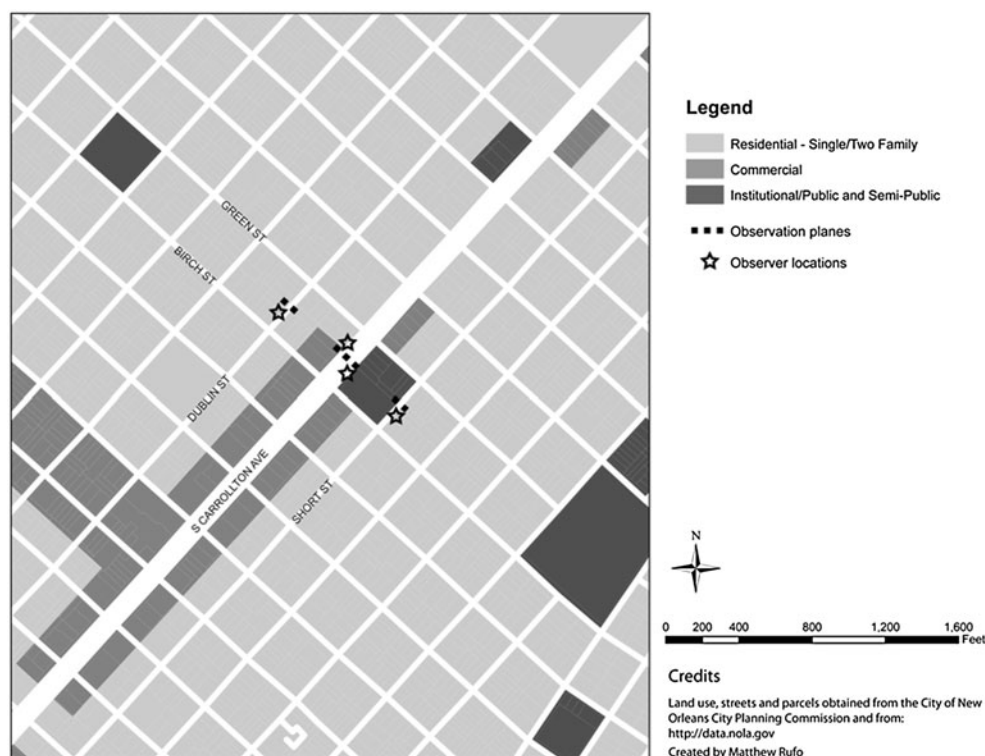 GREEN ST
BIRCH ST
DUBLIN ST
S CARROLLTON AVE
SHORT ST
Legend
Residential - Single/Two Family
Commercial
Institutional/Public and Semi-Public
Observation planes
Observer locations
N
0 200 400 800 1,200 1,600
Feet
Credits
Land use, streets and parcels obtained from the City of New
Orleans City Planning Commission and from:
http://data.nola.gov
Created by Matthew Rufo